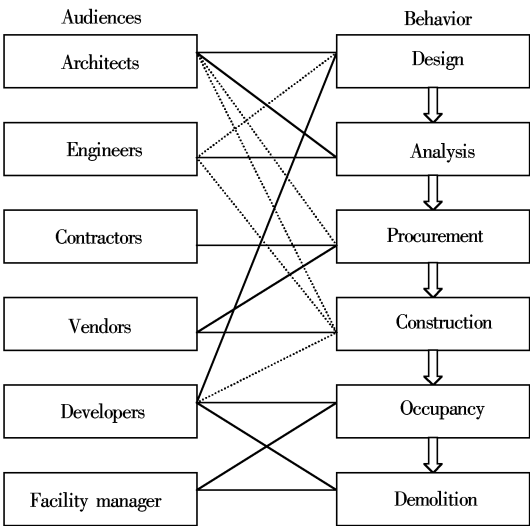 Audiences Behavior
Architects Design
Engineers Analysis
Contractors Procurement
Vendors Construction
Developers Occupancy
Facility manager Demolition